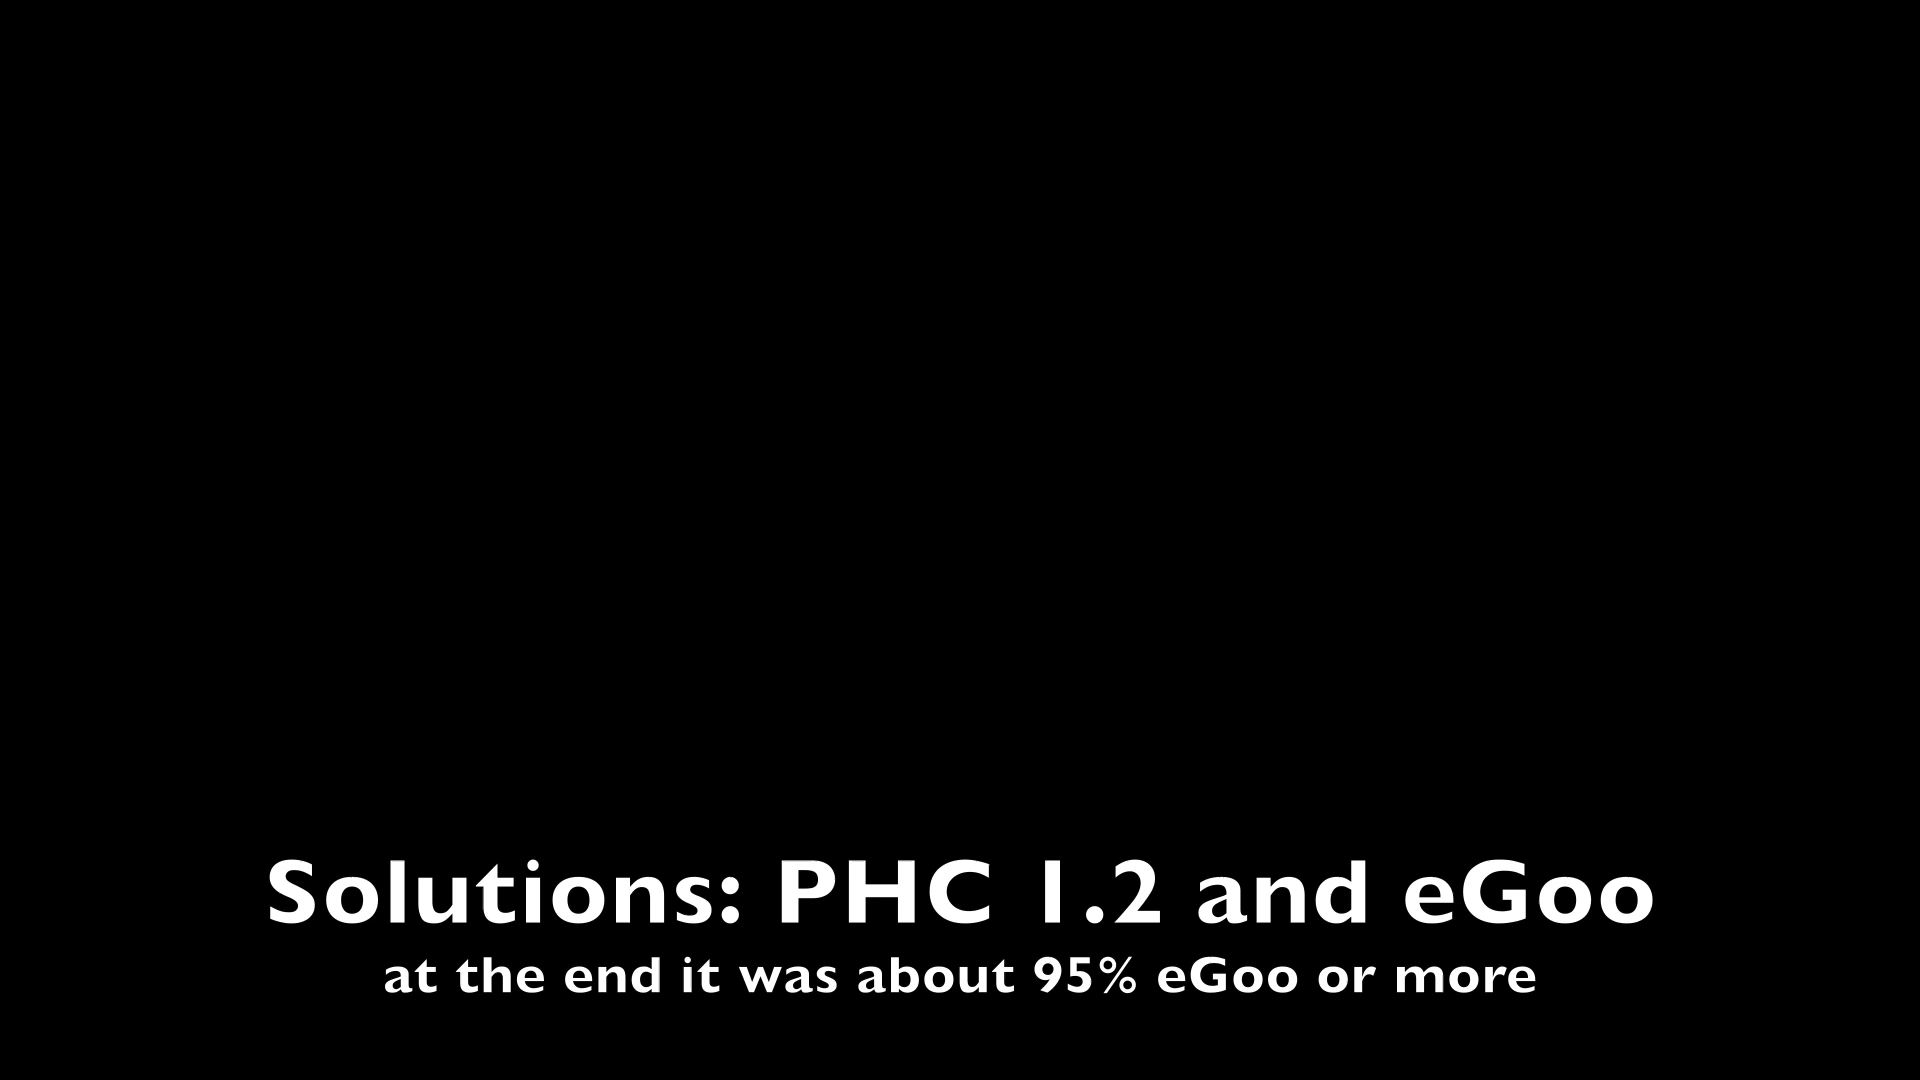 Solutions: PHC 1.2 and eGoo
at the end it was about 95% eGoo or more